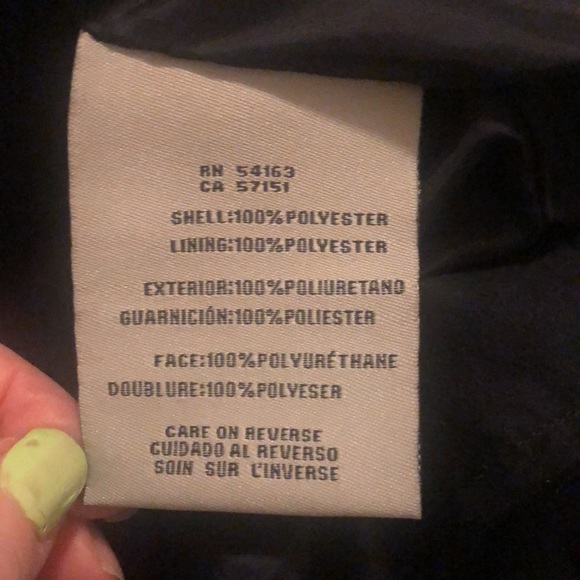 RN 54163
CA 57151
SHELL:100%POLYESTER
LINING:100%POLYESTER
EXTERIOR:100%POLIURETANO
GUARNICIÓN:100%POLIESTER
FACE:100%POLYURÉTHANE
DOUBLURE:100%POLYESER
CARE ON REVERSE
CUIDADO AL REVERSO
SOIN SUR L'INVERSE